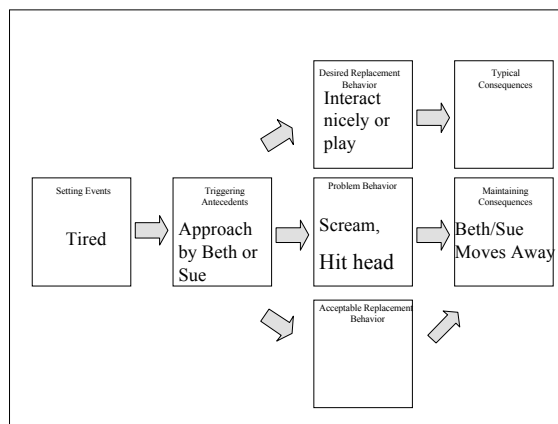 Desired Replacement
Behavior
Interact
nicely or
play
Typical
Consequences
Setting Events
Tired
Triggering
Antecedents
Approach
by Beth or
Sue
Problem Behavior
Scream,
Hit head
Maintaining
Consequences
Beth/Sue
Moves Away
Acceptable Replacement
Behavior